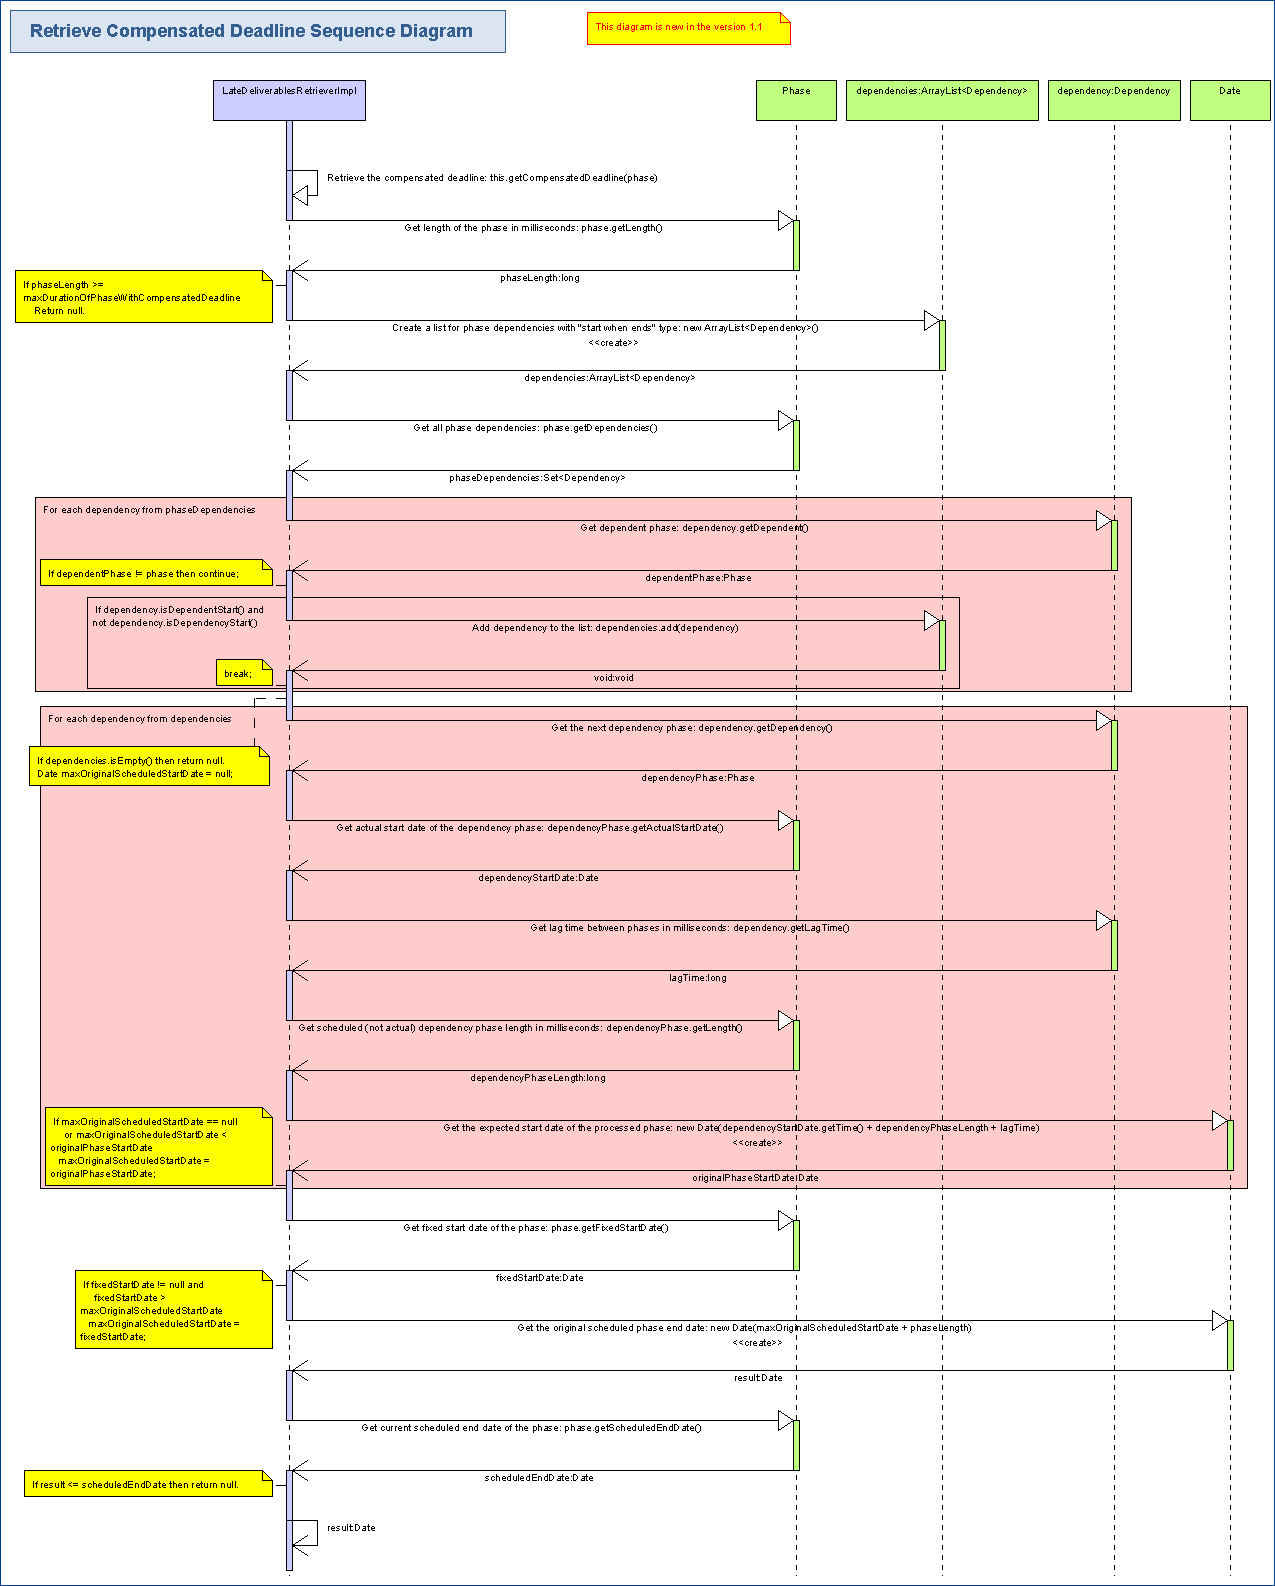 Retrieve Compensated Deadline Sequence Diagram
This diagram is new in the version 1.1
LateDeliverablesRetrieverImpl
Phase
dependencies:ArrayList<Dependency>
dependency:Dependency
Date
Retrieve the compensated deadline: this.getCompensatedDeadline(phase)
Get length of the phase in milliseconds: phase.getLength()
phaseLength:long
If phaseLength >=
maxDurationOfPhaseWithCompensatedDeadline
Return null.
Create a list for phase dependencies with "start when ends" type: new ArrayList<Dependency>()
<<create>>
dependencies:ArrayList<Dependency>
Get all phase dependencies: phase.getDependencies()
phaseDependencies:Set<Dependency>
For each dependency from phaseDependencies
Get dependent phase: dependency.getDependent()
If dependentPhase != phase then continue;
dependentPhase:Phase
If dependency.isDependentStart() and
not dependency.isDependencyStart()
Add dependency to the list: dependencies.add(dependency)
break;
void:void
For each dependency from dependencies
Get the next dependency phase: dependency.getDependency()
If dependencies.isEmpty() then return null.
Date maxOriginalScheduledStartDate = null;
dependencyPhase:Phase
Get actual start date of the dependency phase: dependencyPhase.getActualStartDate()
dependencyStartDate:Date
Get lag time between phases in milliseconds: dependency.getLagTime()
lagTime:long
Get scheduled (not actual) dependency phase length in milliseconds: dependencyPhase.getLength()
dependencyPhaseLength:long
If maxOriginalScheduledStartDate == null
or maxOriginalScheduledStartDate <
originalPhaseStartDate
maxOriginalScheduledStartDate =
originalPhaseStartDate;
Get the expected start date of the processed phase: new Date(dependencyStartDate.getTime() + dependencyPhaseLength + lagTime)
<<create>>
originalPhaseStartDate:Date
Get fixed start date of the phase: phase.getFixedStartDate()
fixedStartDate:Date
If fixedStartDate != null and
fixedStartDate >
maxOriginalScheduledStartDate
maxOriginalScheduledStartDate =
fixedStartDate;
Get the original scheduled phase end date: new Date(maxOriginalScheduledStartDate + phaseLength)
<<create>>
result:Date
Get current scheduled end date of the phase: phase.getScheduledEndDate()
scheduledEndDate:Date
If result <= scheduledEndDate then return null.
result:Date